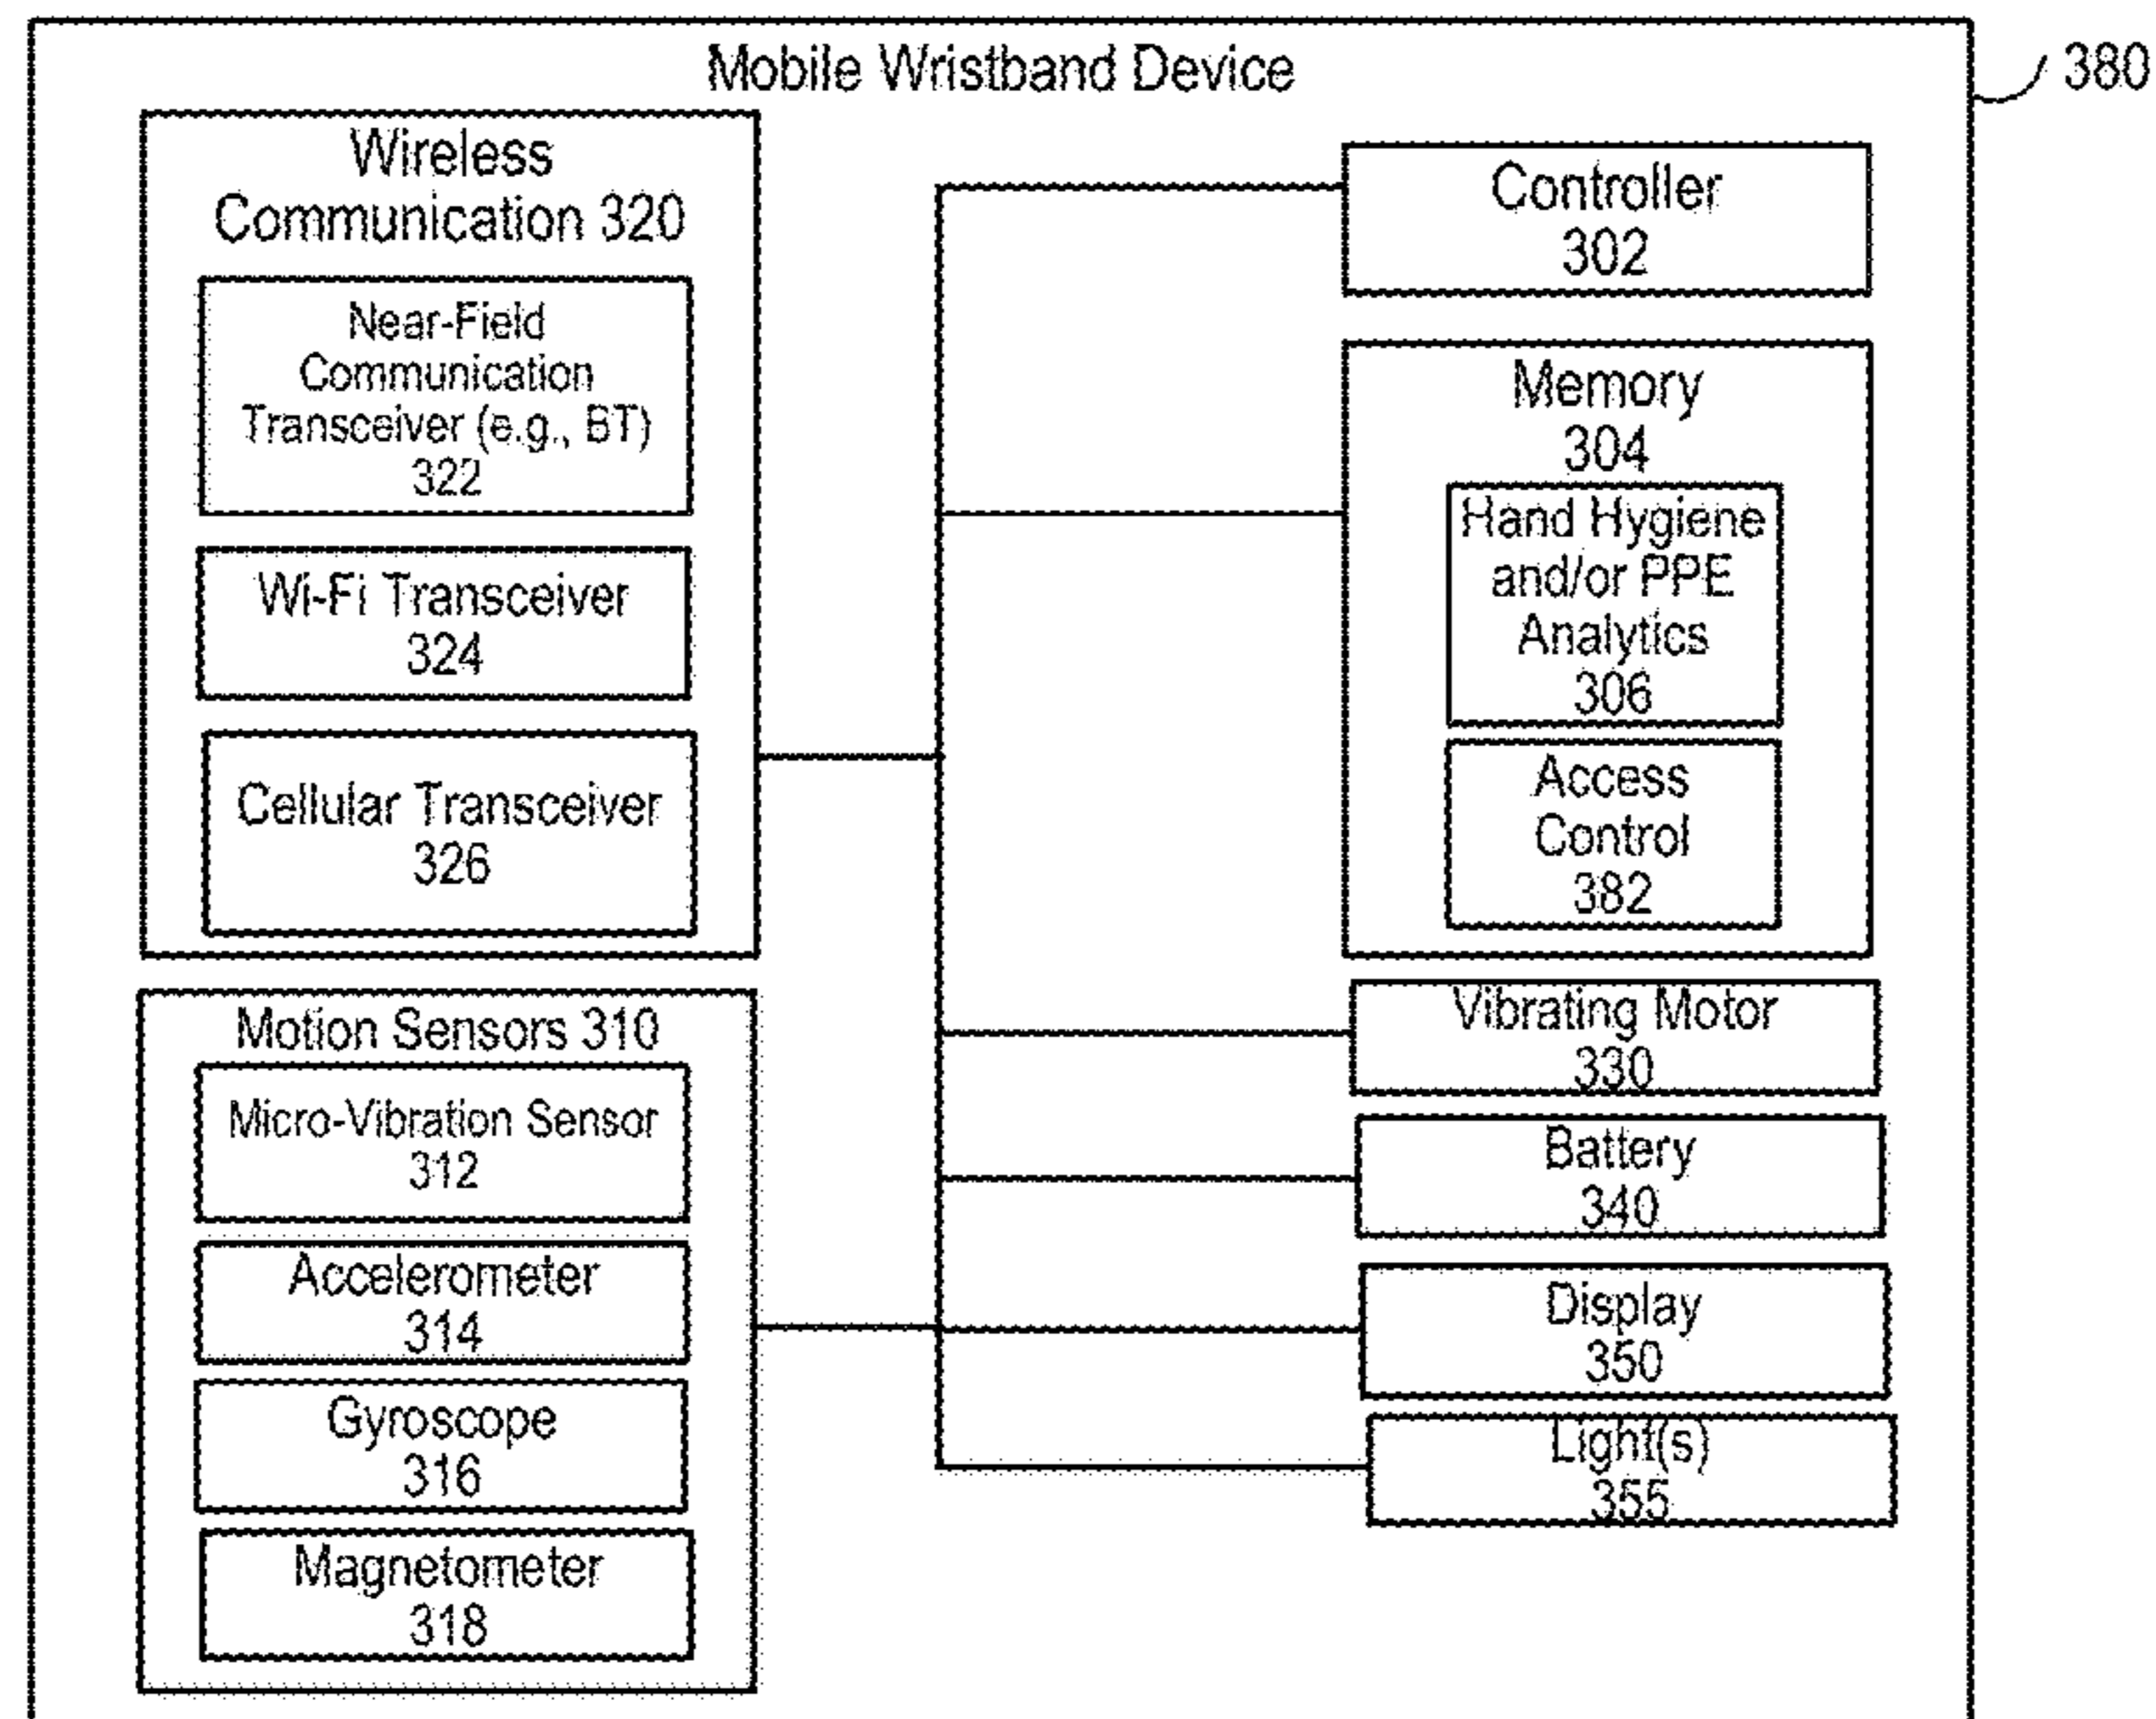 Mobile Wristband Device
380
Wireless
Communication 320
Near-Field
Communication
Transceiver (e.g., BT)
322
Wi-Fi Transceiver
324
Cellular Transceiver
326
Motion Sensors 310
Micro-Vibration Sensor
312
Accelerometer
314
Gyroscope
316
Magnetometer
318
Controller
302
Memory
304
Hand Hygiene
and/or PPE
Analytics
306
Access
Control
382
Vibrating Motor
330
Battery
340
Display
350
Light(s)
355